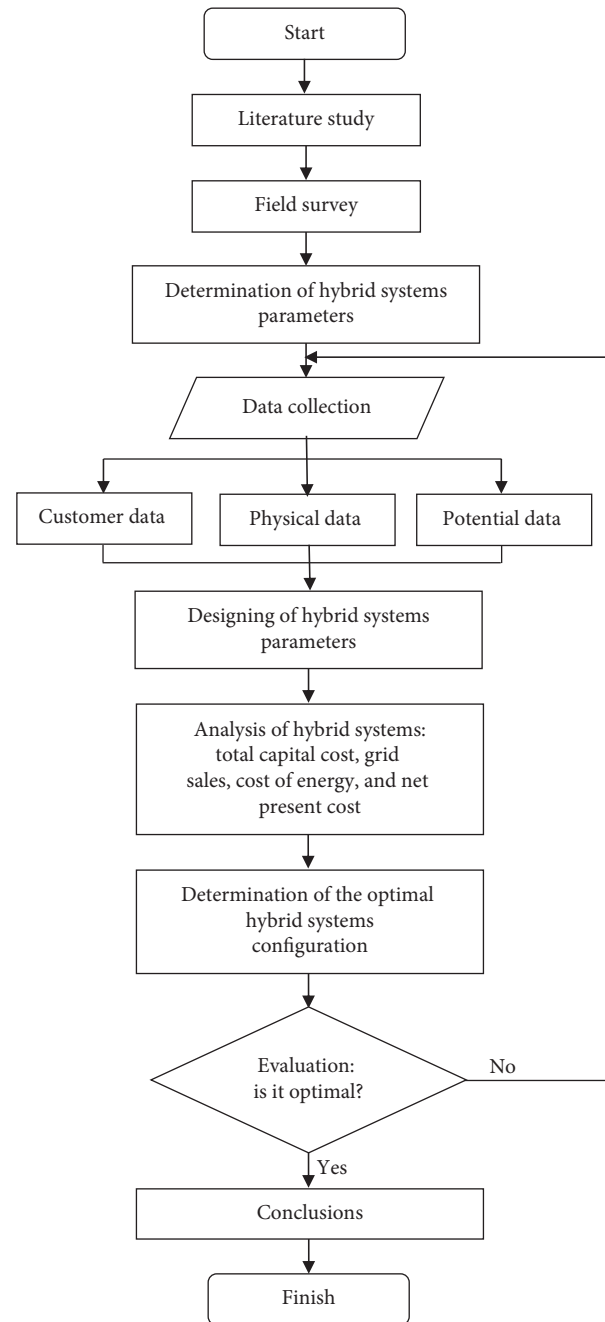 Start
Literature study
Field survey
Determination of hybrid systems
parameters
Data collection
Customer data
Physical data
Potential data
Designing of hybrid systems
parameters
Analysis of hybrid systems:
total capital cost, grid
sales, cost of energy, and net
present cost
Determination of the optimal
hybrid systems
configuration
Evaluation:
is it optimal?
No
Yes
Conclusions
Finish